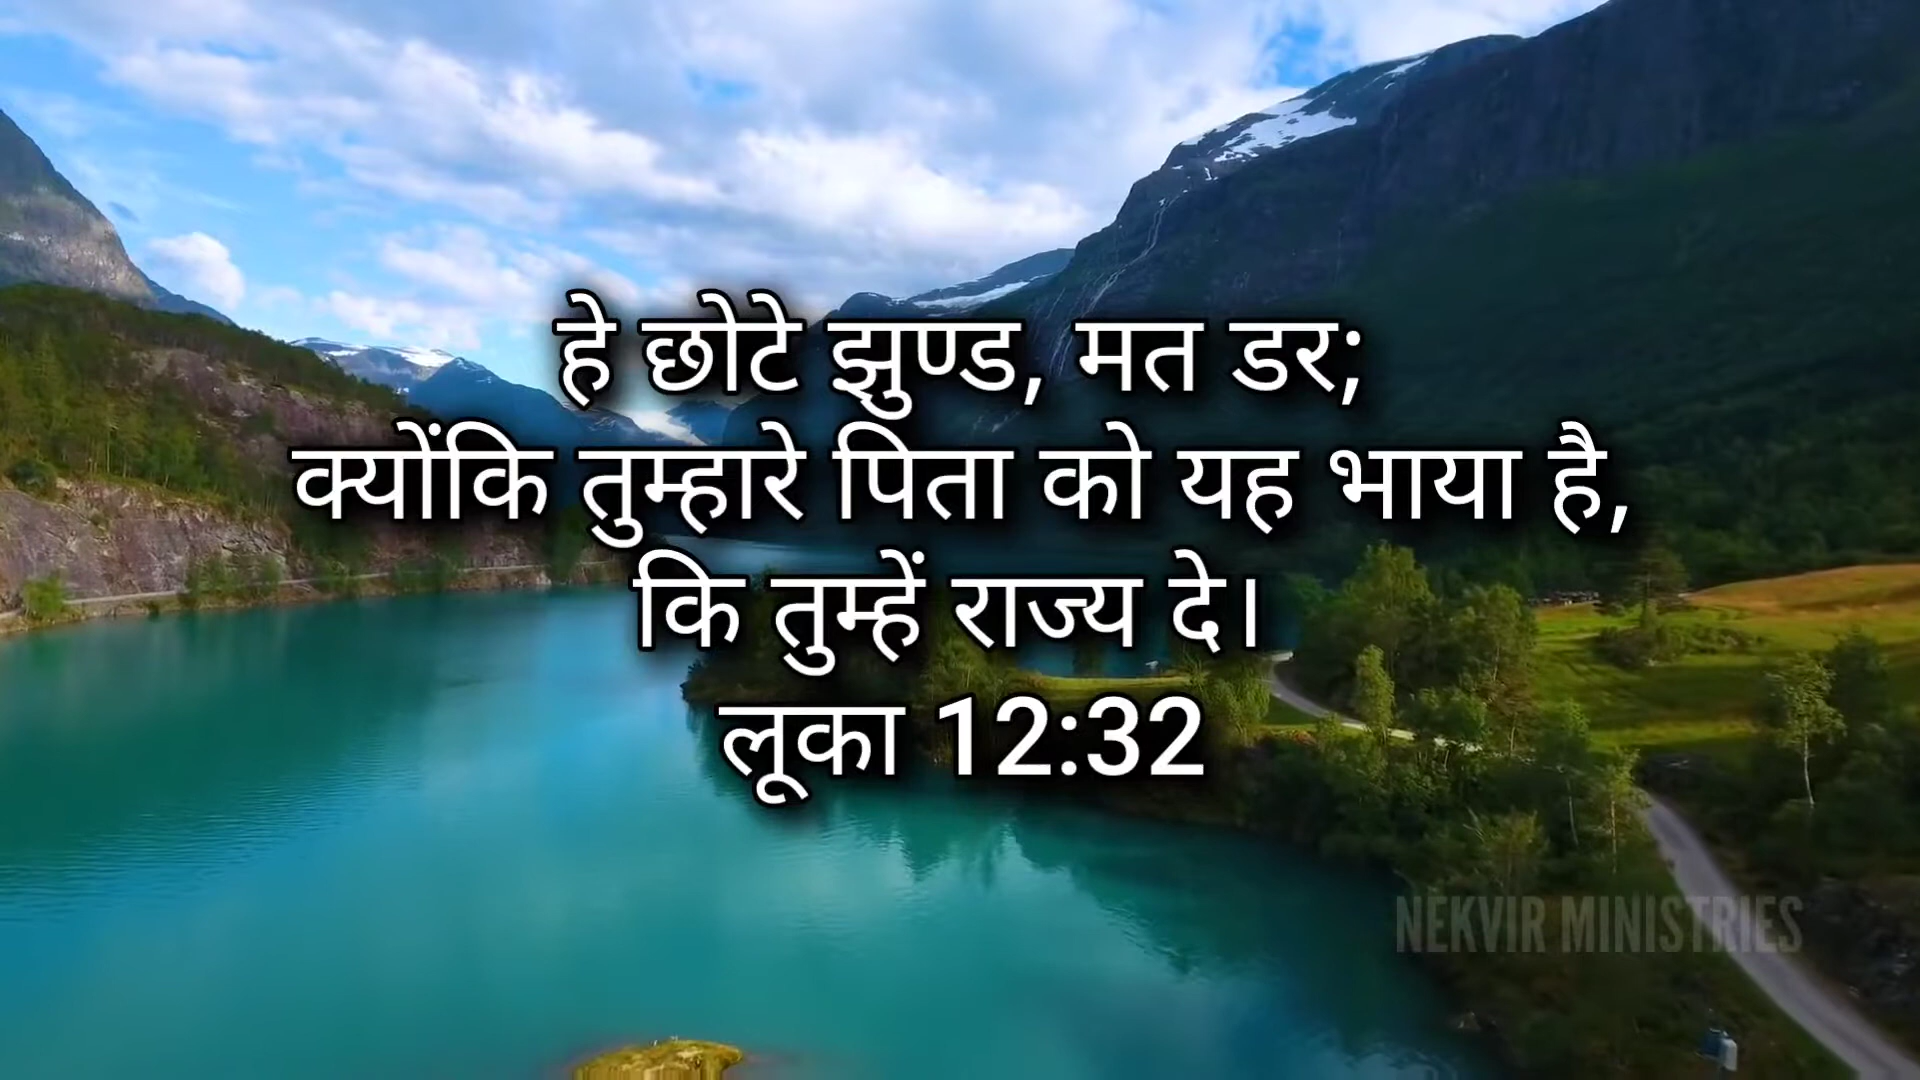 हे छोटे झुण्ड, मत डर;
क्योंकि तुम्हारे पिता को यह भाया है,
कि तुम्हें राज्य दे।
लूका 12:32
NEKVIR MINISTRIES